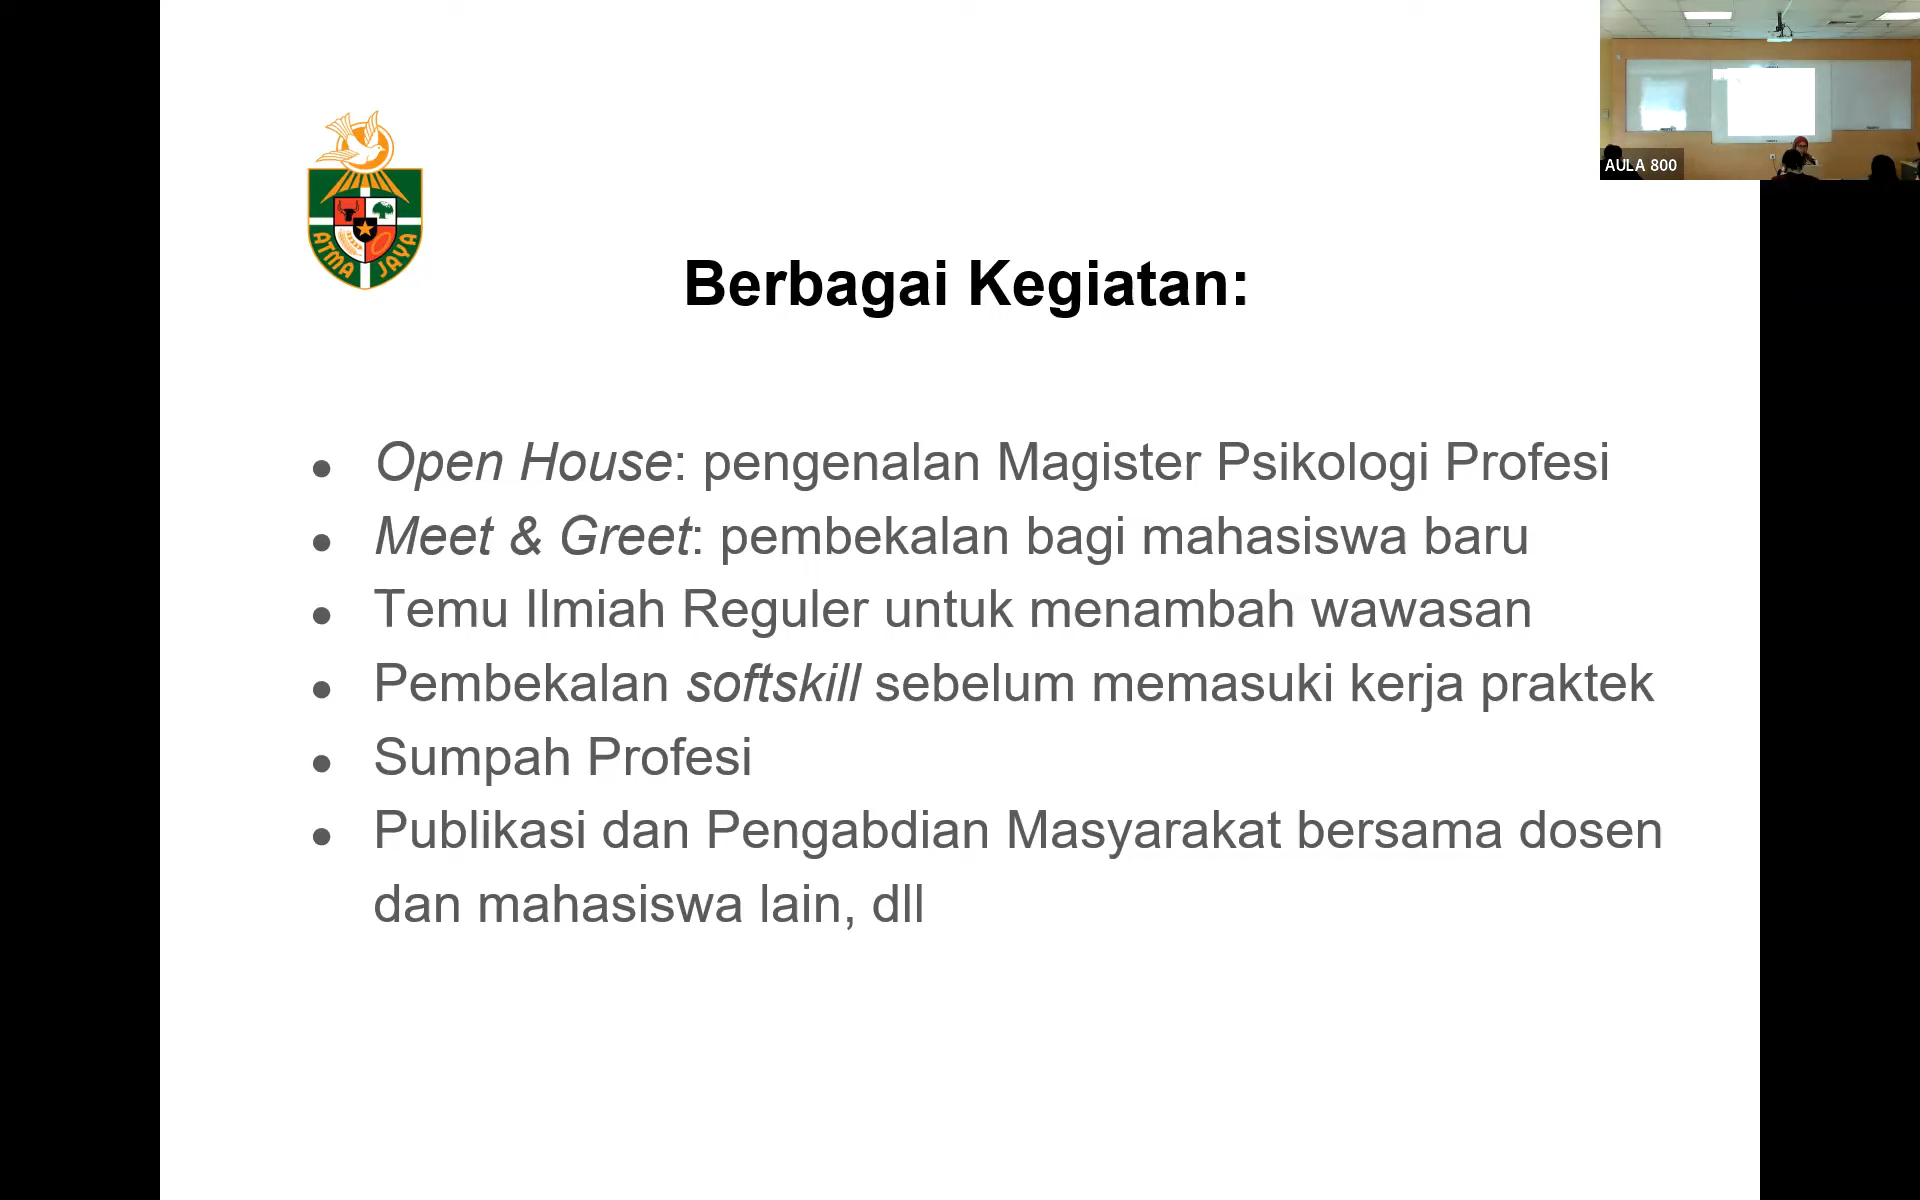 AULA 800
ATMA JAYA
Berbagai Kegiatan:
● Open House: pengenalan Magister Psikologi Profesi
● Meet & Greet: pembekalan bagi mahasiswa baru
● Temu Ilmiah Reguler untuk menambah wawasan
● Pembekalan softskill sebelum memasuki kerja praktek
● Sumpah Profesi
● Publikasi dan Pengabdian Masyarakat bersama dosen
dan mahasiswa lain, dll